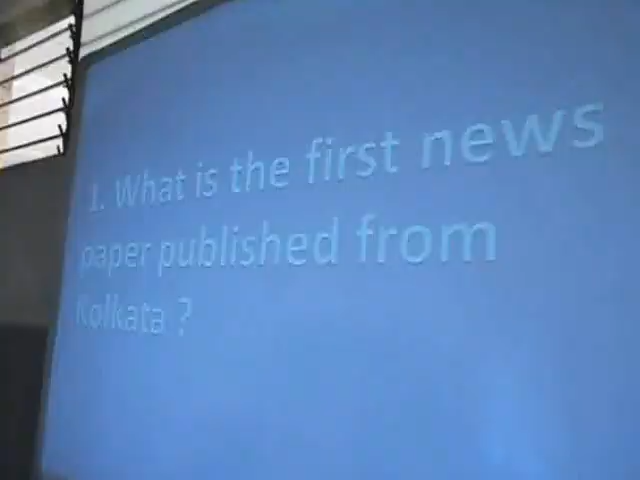 1. What is the first news
paper published from
Kolkata ?